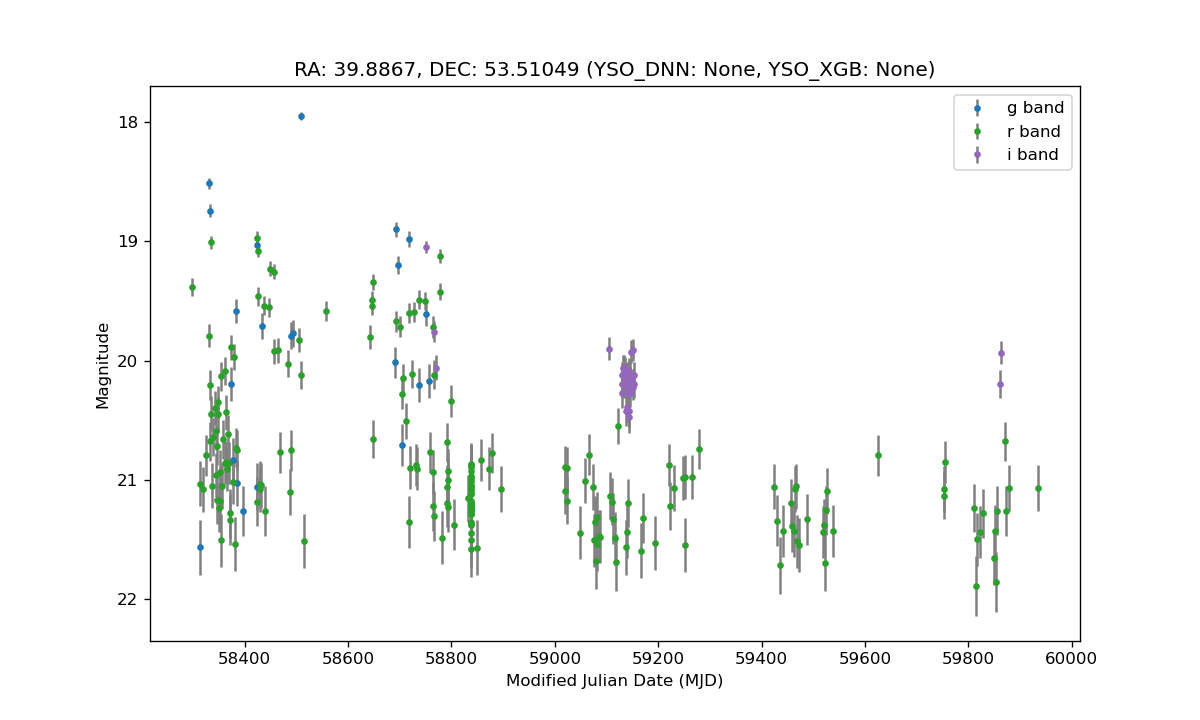 RA: 39.8867, DEC: 53.51049 (YSO_DNN: None, YSO_XGB: None)
g band
r band
i band
18
19
20
21
22
Magnitude
58400 58600 58800 59000 59200 59400 59600 59800 60000
Modified Julian Date (MJD)